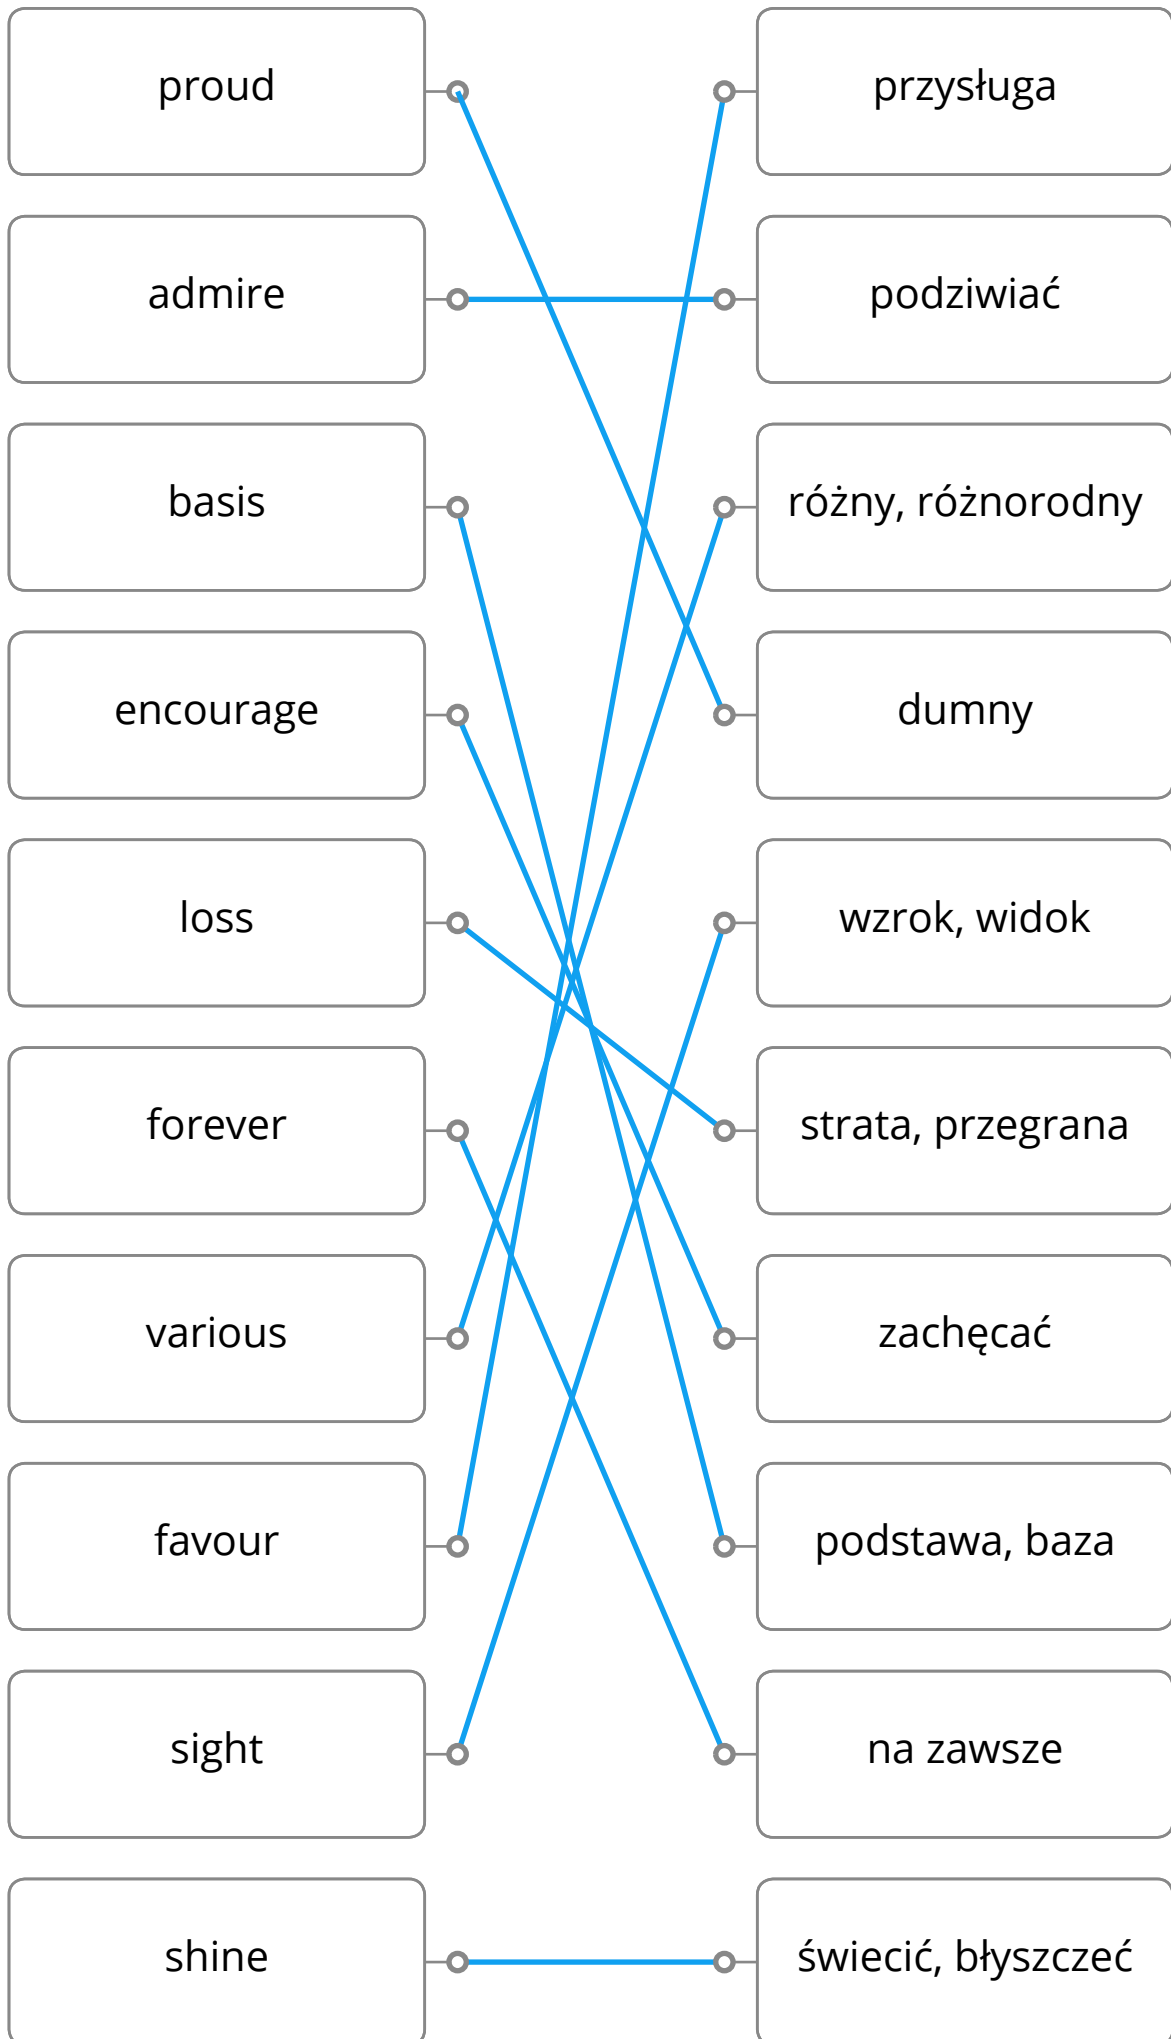 proud
przysługa
admire
podziwiać
basis
różny, różnorodny
encourage
dumny
loss
wzrok, widok
forever
strata, przegrana
various
zachęcać
favour
podstawa, baza
sight
na zawsze
shine
świecić, błyszczeć